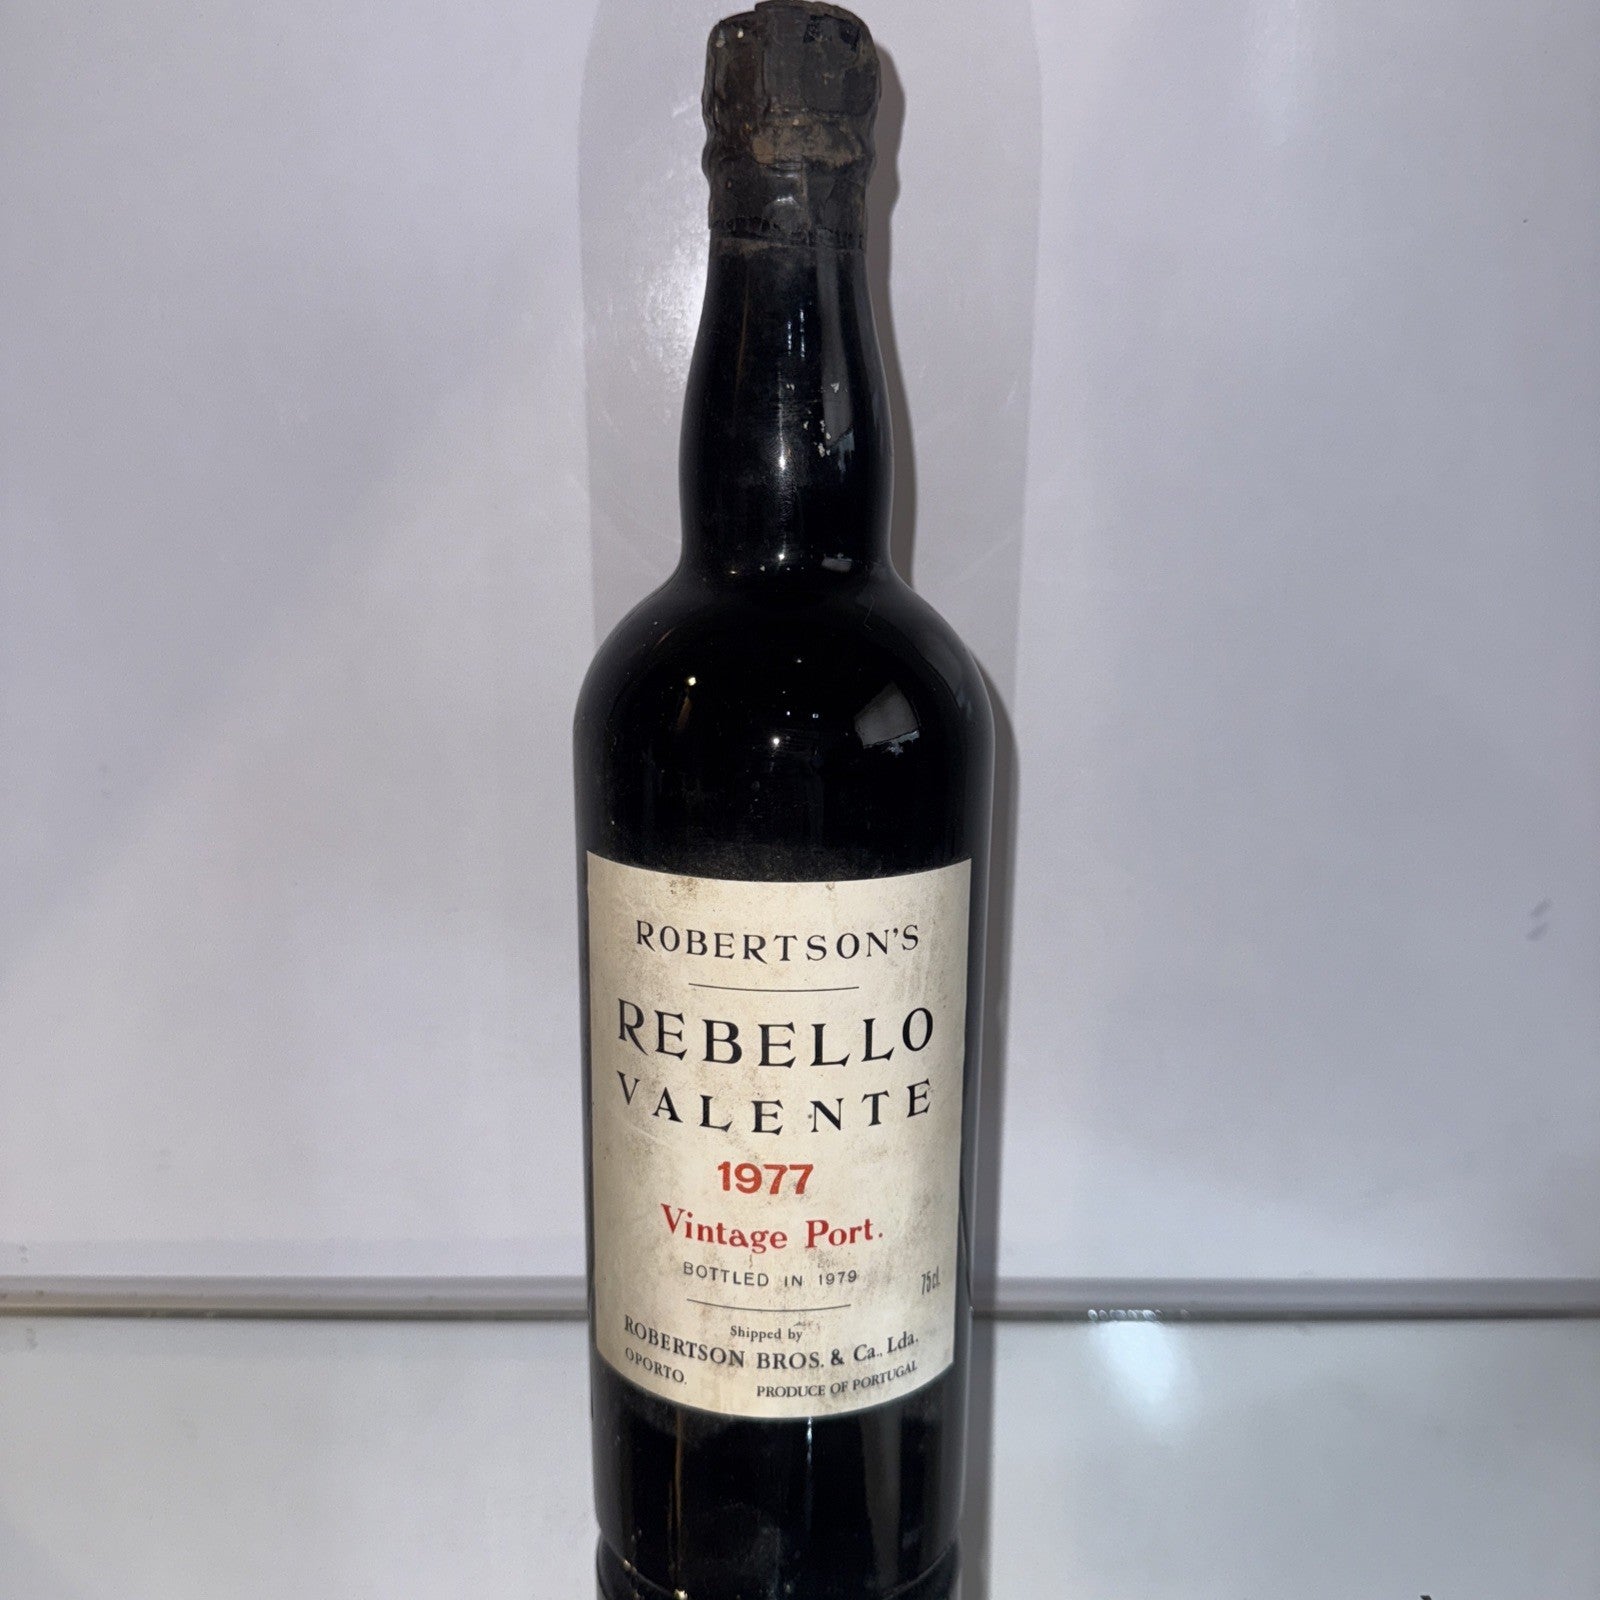 ROBERTSON'S
REBELLO
VALENTE
1977
Vintage Port.
BOTTLED IN 1979
75cl.
Shipped by
ROBERTSON BROS. & Ca., Lda.
OPORTO.
PRODUCE OF PORTUGAL